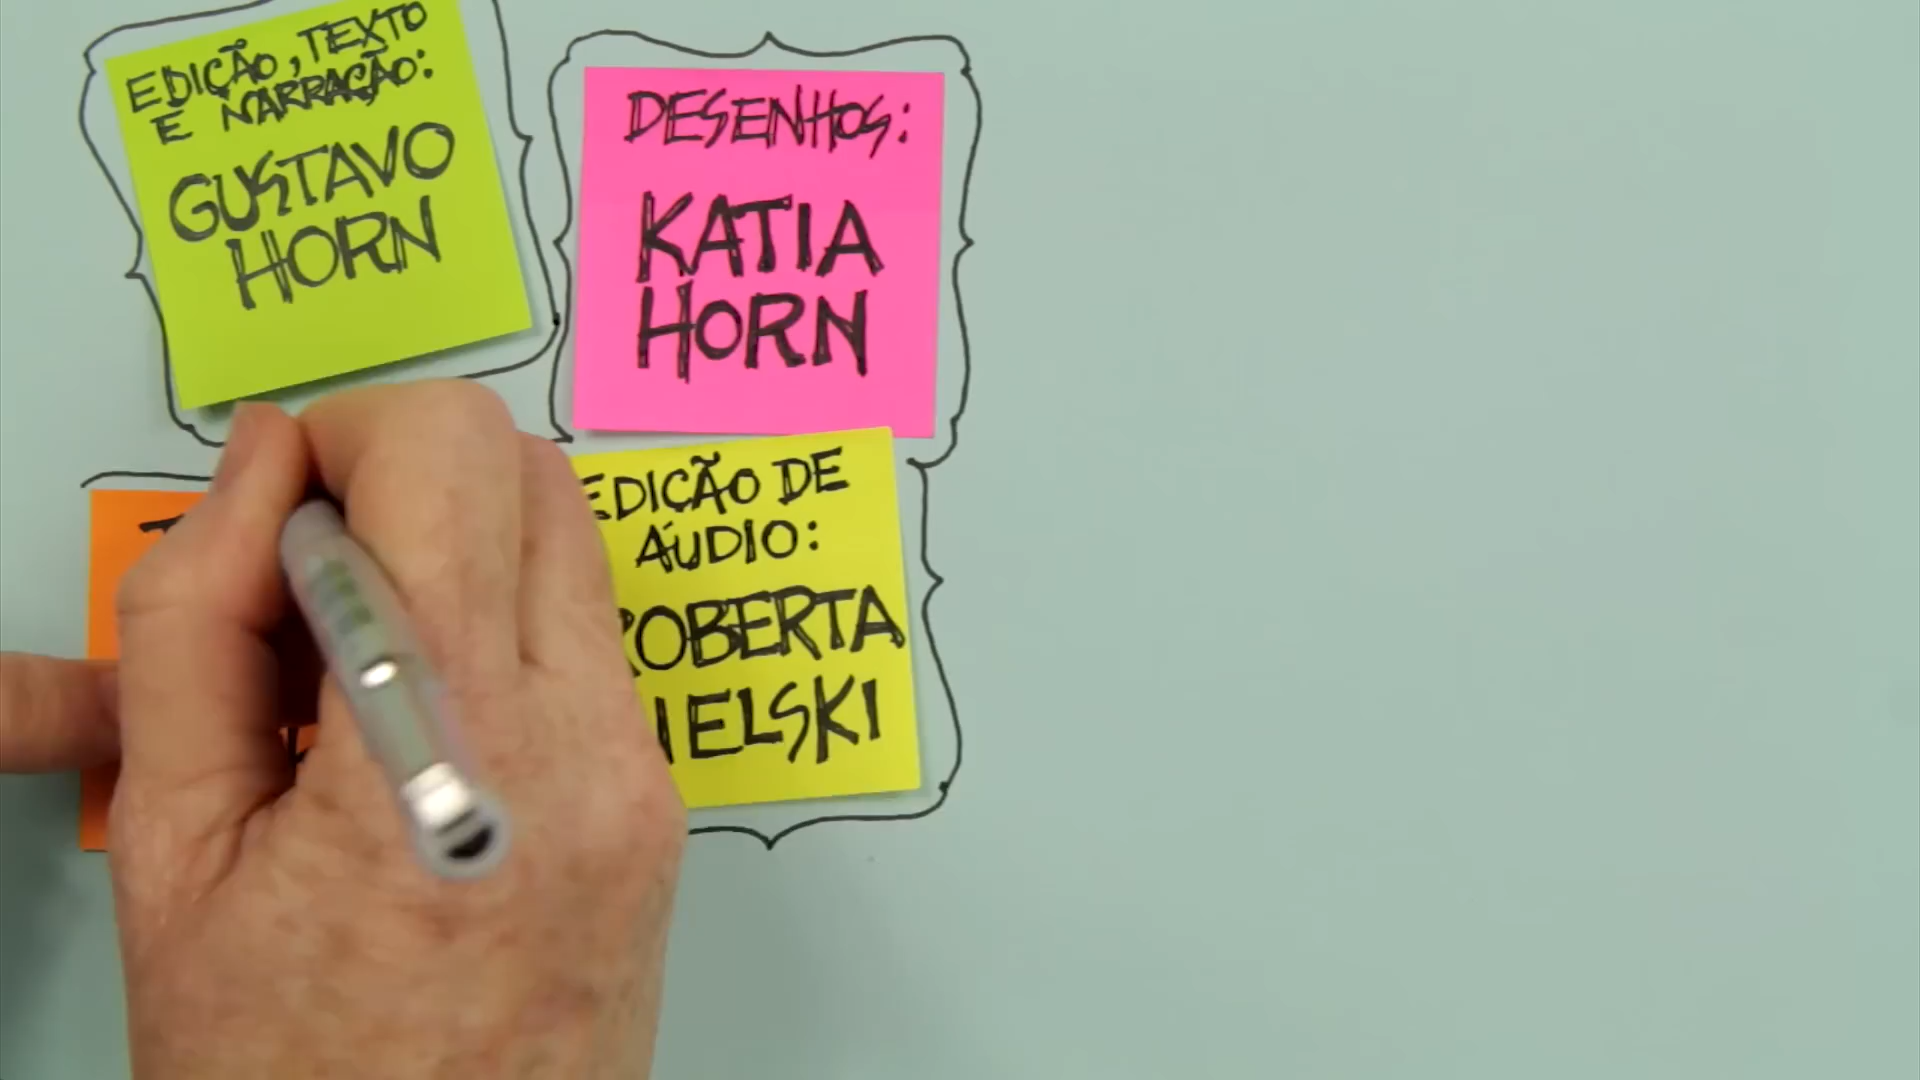 EDIÇÃO, TEXTO
E NARRAÇÃO:
GUSTAVO
HORN
DESENHOS:
KATIA
HORN
EDIÇÃO DE
ÁUDIO:
ROBERTA